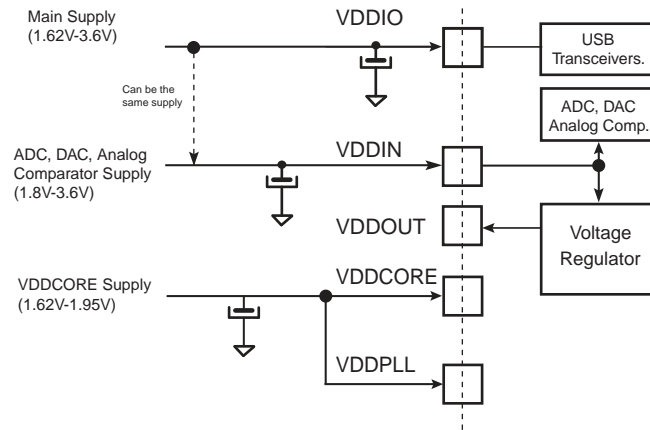 Main Supply
(1.62V-3.6V)
VDDIO
USB
Transceivers.
Can be the
same supply
ADC, DAC
Analog Comp.
ADC, DAC, Analog
Comparator Supply
(1.8V-3.6V)
VDDIN
VDDOUT
Voltage
Regulator
VDDCORE Supply
(1.62V-1.95V)
VDDCORE
VDDPLL